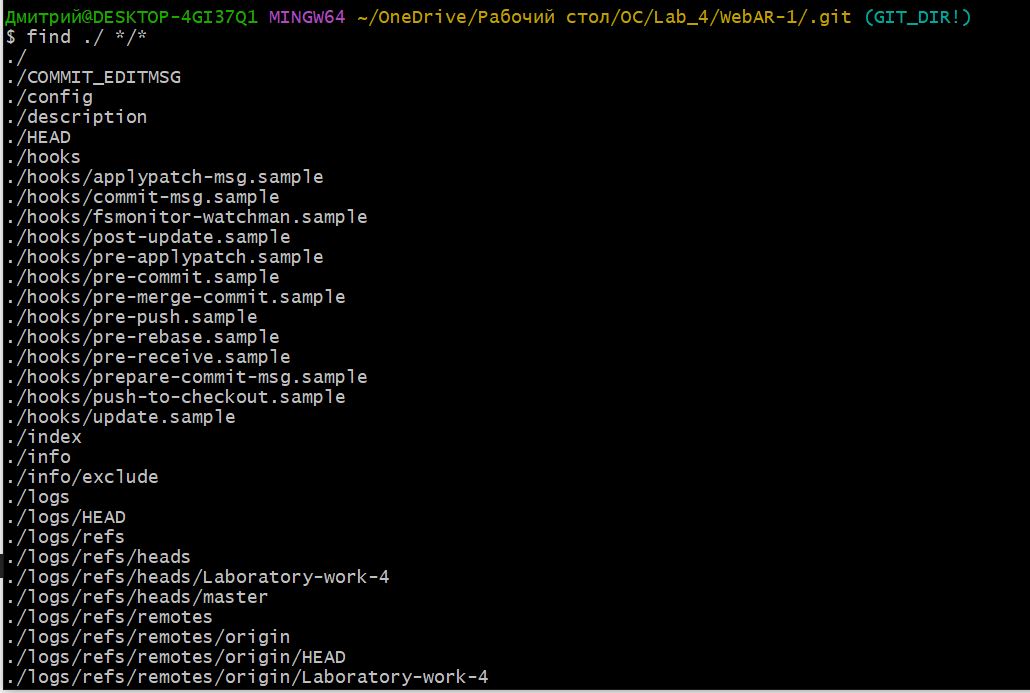 Дмитрий@DESKTOP-4GI37Q1 MINGW64 ~/OneDrive/Рабочий стол/ОС/Lab_4/WebAR-1/.git (GIT_DIR!)
$ find ./ */*
./
./COMMIT_EDITMSG
./config
./description
./HEAD
./hooks
./hooks/applypatch-msg.sample
./hooks/commit-msg.sample
./hooks/fsmonitor-watchman.sample
./hooks/post-update.sample
./hooks/pre-applypatch.sample
./hooks/pre-commit.sample
./hooks/pre-merge-commit.sample
./hooks/pre-push.sample
./hooks/pre-rebase.sample
./hooks/pre-receive.sample
./hooks/prepare-commit-msg.sample
./hooks/push-to-checkout.sample
./hooks/update.sample
./index
./info
./info/exclude
./logs
./logs/HEAD
./logs/refs
./logs/refs/heads
./logs/refs/heads/Laboratory-work-4
./logs/refs/heads/master
./logs/refs/remotes
./logs/refs/remotes/origin
./logs/refs/remotes/origin/HEAD
./logs/refs/remotes/origin/Laboratory-work-4